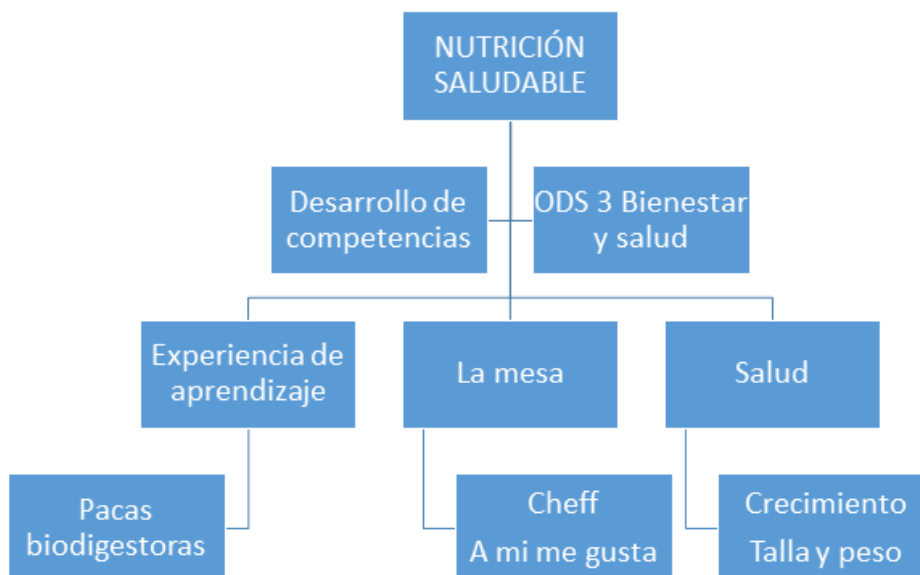 NUTRICIÓN
SALUDABLE
Desarrollo de
competencias
ODS 3 Bienestar
y salud
Experiencia de
aprendizaje
La mesa
Salud
Pacas
biodigestoras
Cheff
A mi me gusta
Crecimiento
Talla y peso